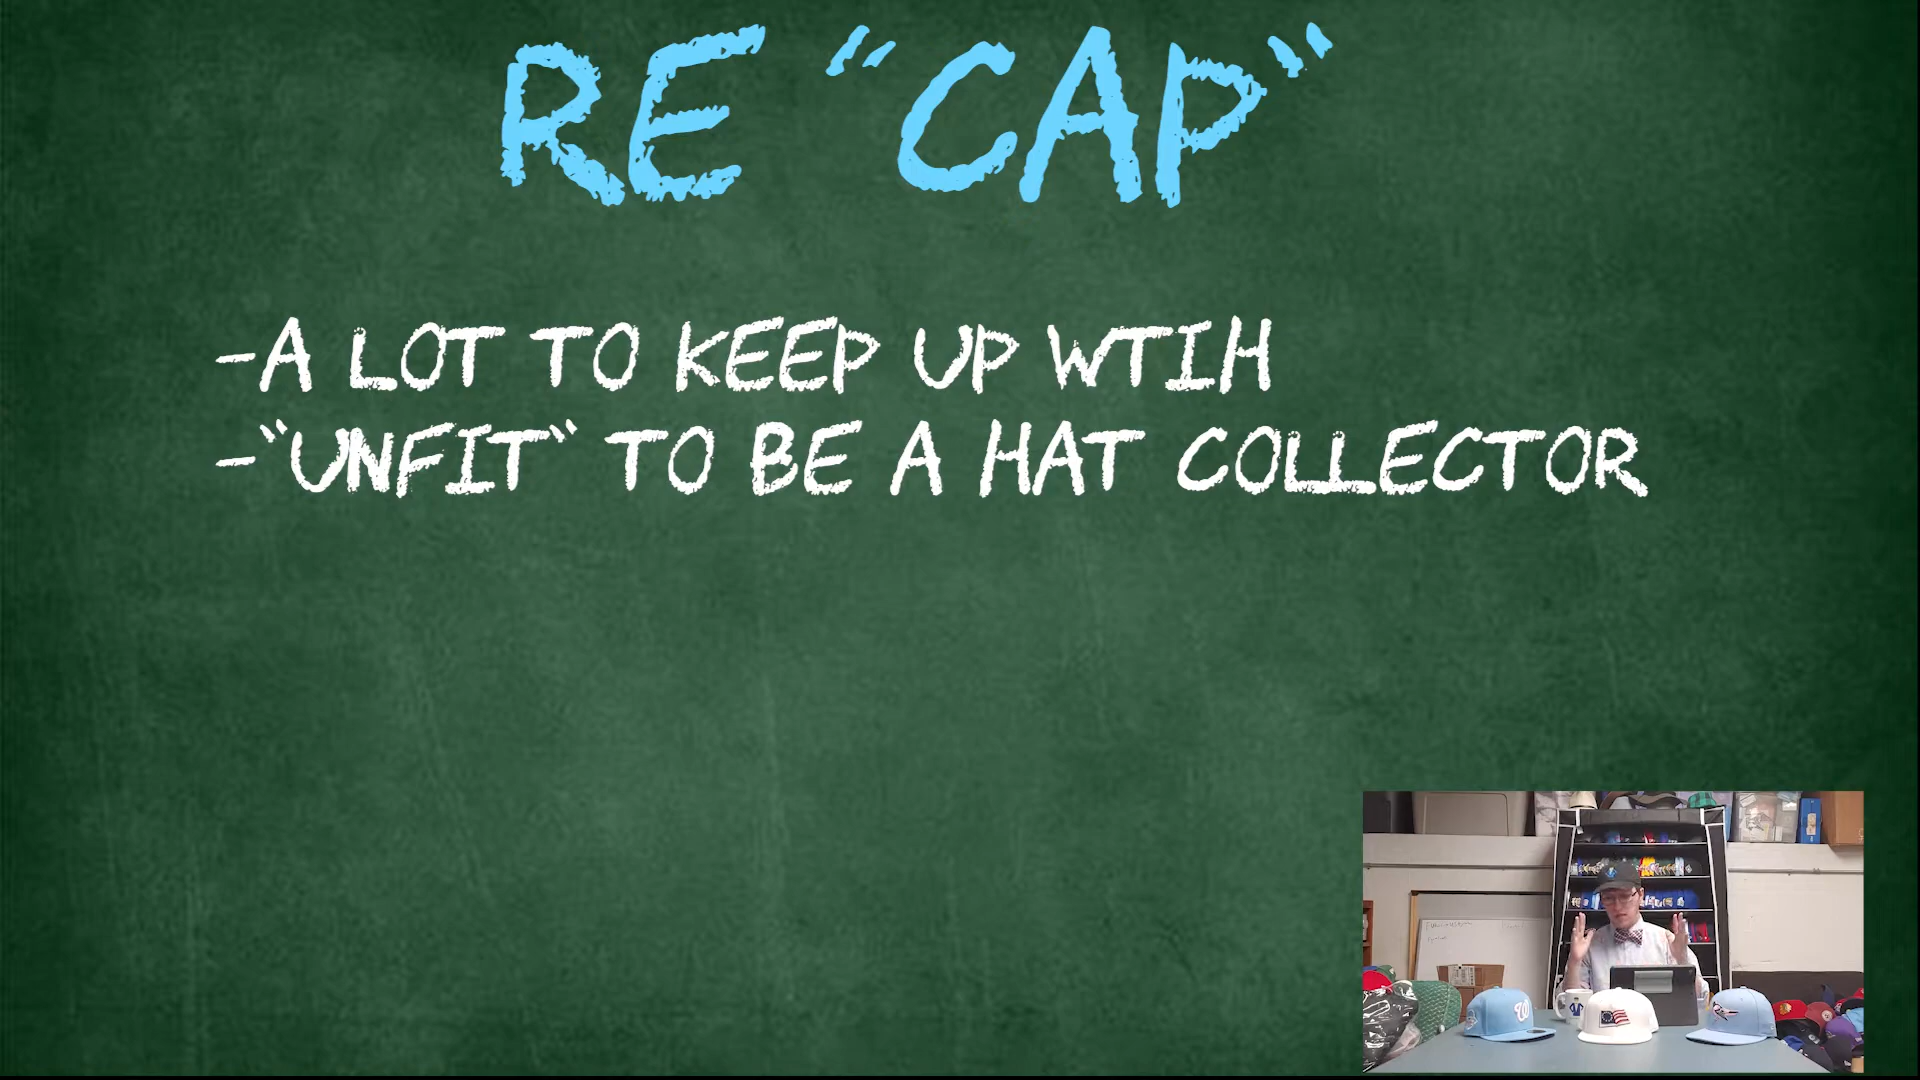 RE "CAP"
-A LOT TO KEEP UP WTIH
-"UNFIT" TO BE A HAT COLLECTOR
W